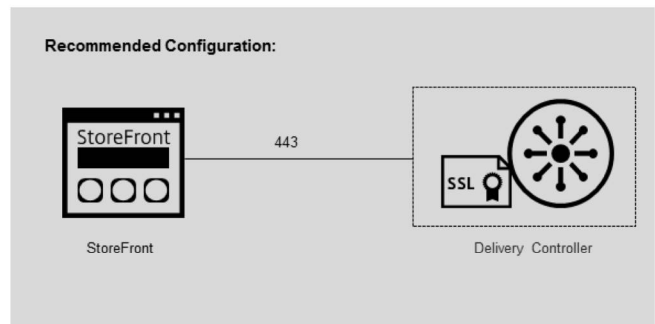 Recommended Configuration:
StoreFront
443
SSL
StoreFront
Delivery Controller